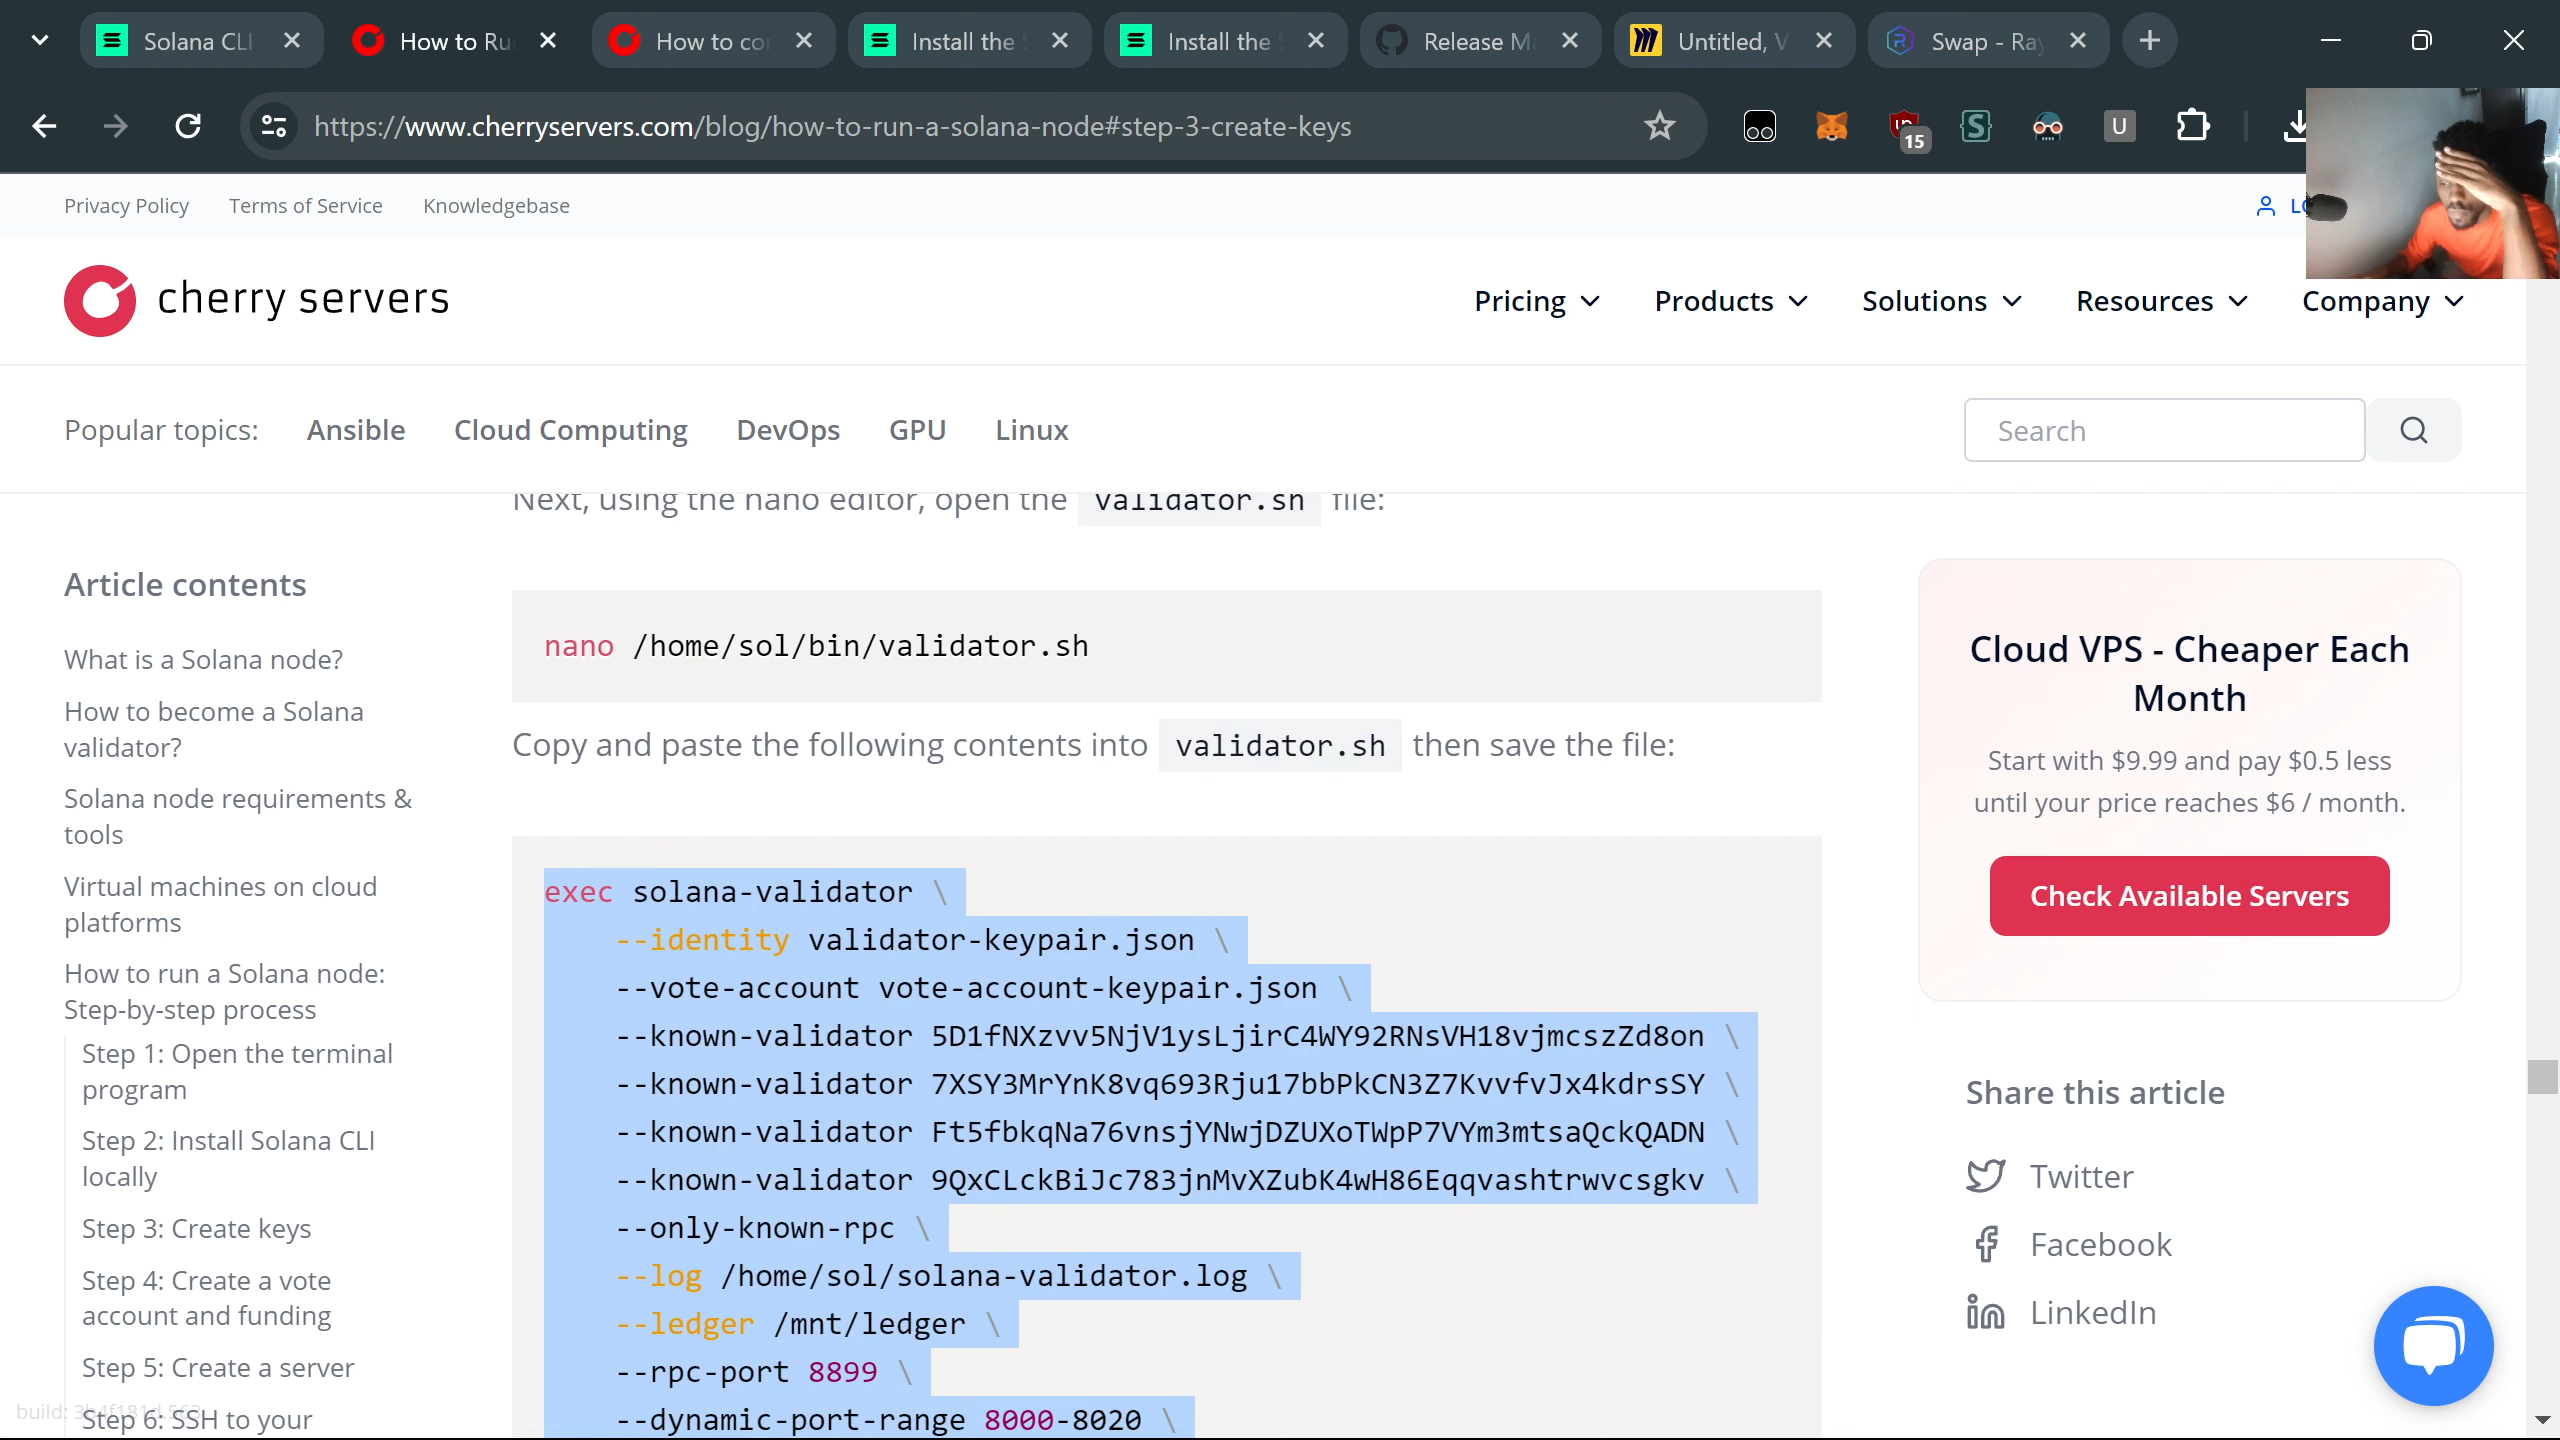 Solana CLI
How to Ru
How to co
Install the S
Install the S
Release M
Untitled, V
Swap - Ray
https://www.cherryservers.com/blog/how-to-run-a-solana-node#step-3-create-keys
15
U
Privacy Policy
Terms of Service
Knowledgebase
cherry servers
Pricing
Products
Solutions
Resources
Company
Popular topics:
Ansible
Cloud Computing
DevOps
GPU
Linux
Search
Next, using the nano editor, open the validator.sh file:
Article contents
What is a Solana node?
How to become a Solana
validator?
Solana node requirements &
tools
Virtual machines on cloud
platforms
How to run a Solana node:
Step-by-step process
Step 1: Open the terminal
program
Step 2: Install Solana CLI
locally
Step 3: Create keys
Step 4: Create a vote
account and funding
Step 5: Create a server
Step 6: SSH to your
nano /home/sol/bin/validator.sh
Copy and paste the following contents into validator.sh then save the file:
exec solana-validator \
--identity validator-keypair.json \
--vote-account vote-account-keypair.json \
--known-validator 5D1fNXzvv5NjV1ysLjirC4WY92RNsVH18vjmcszZd8on \
--known-validator 7XSY3MrYnK8vq693Rju17bbPkCN3Z7KvvfvJx4kdrsSY \
--known-validator Ft5fbkqNa76vnsjYNwjDZUXoTWpP7VYm3mtsaQckQADN \
--known-validator 9QxCLckBiJc783jnMvXZubK4wH86Eqqvashtrwvcsgkv \
--only-known-rpc \
--log /home/sol/solana-validator.log \
--ledger /mnt/ledger \
--rpc-port 8899 \
--dynamic-port-range 8000-8020 \
Cloud VPS - Cheaper Each
Month
Start with $9.99 and pay $0.5 less
until your price reaches $6 / month.
Check Available Servers
Share this article
Twitter
Facebook
LinkedIn